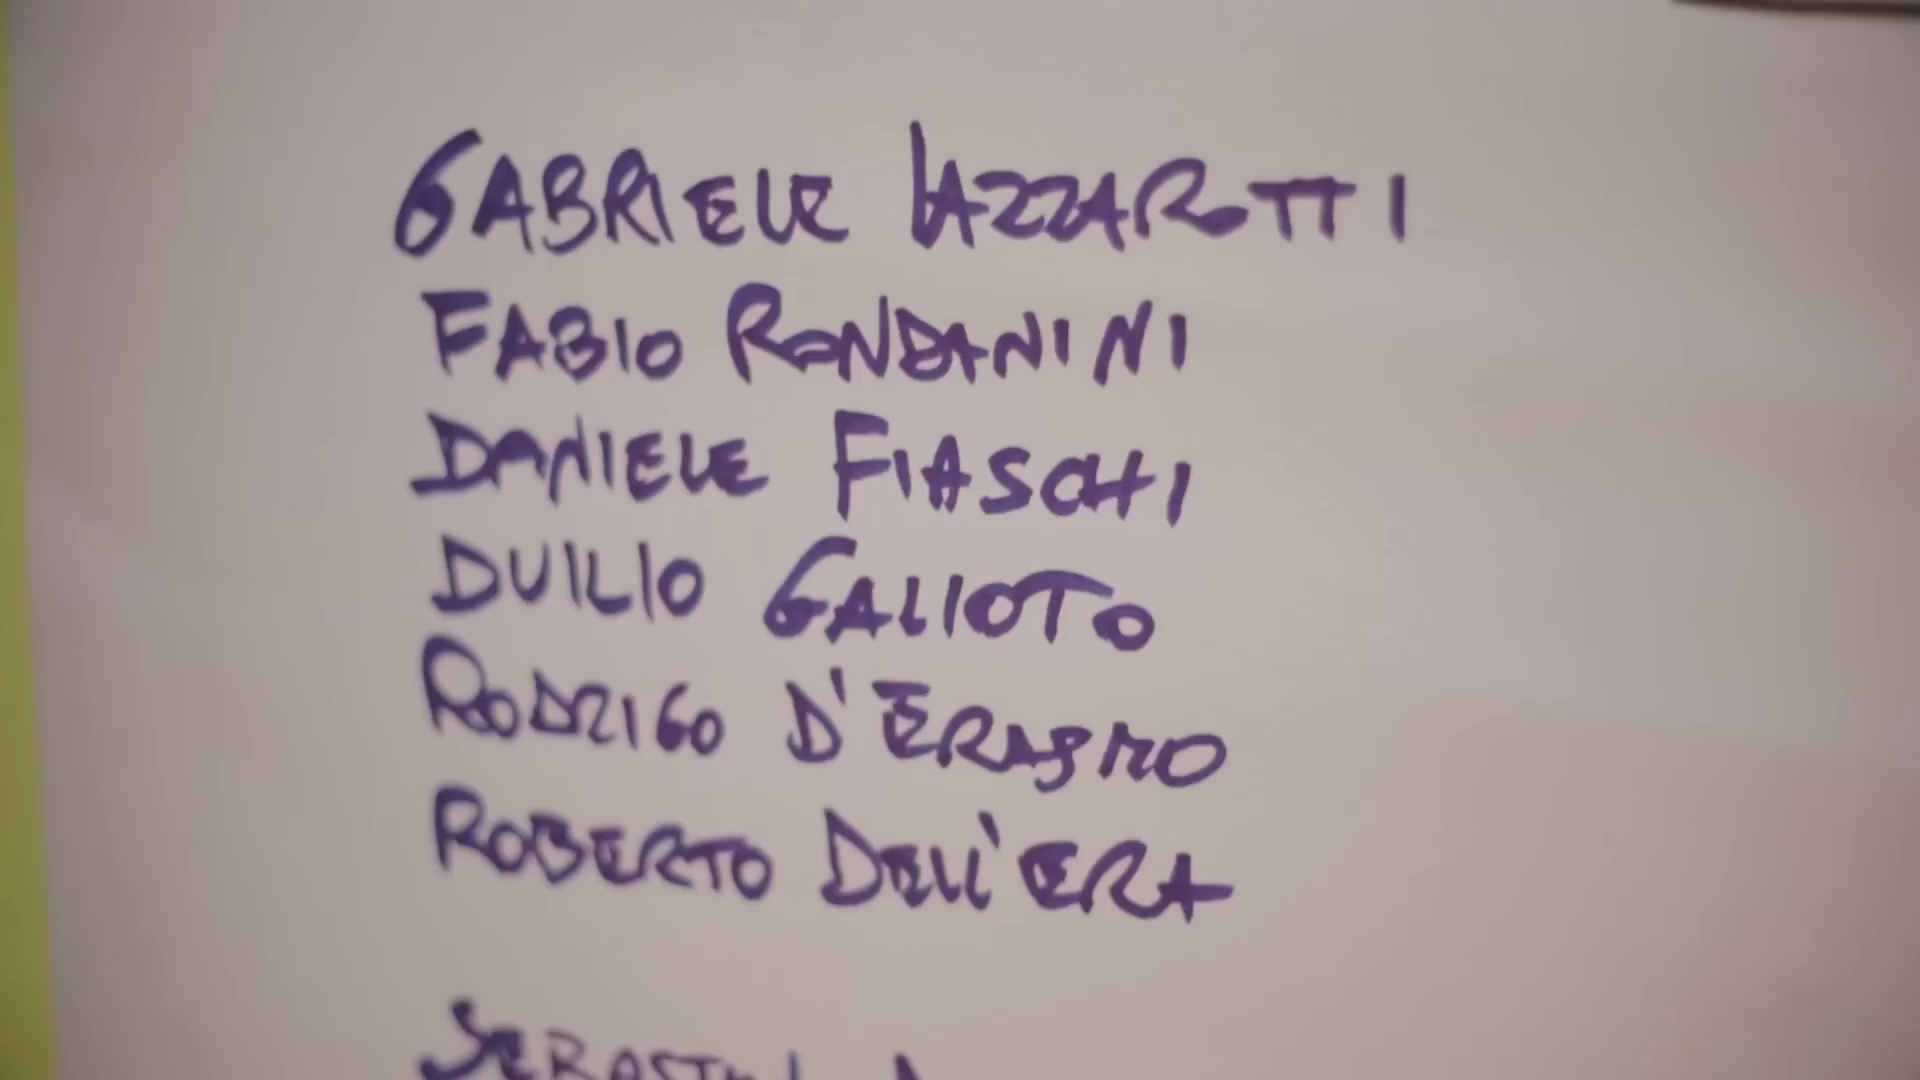 GABRIELE LAZZAROTTI
FABIO RONDANINI
DANIELE FIASCHI
DUILIO GALIOTO
RODRIGO D'ERASMO
ROBERTO DELL'ERA